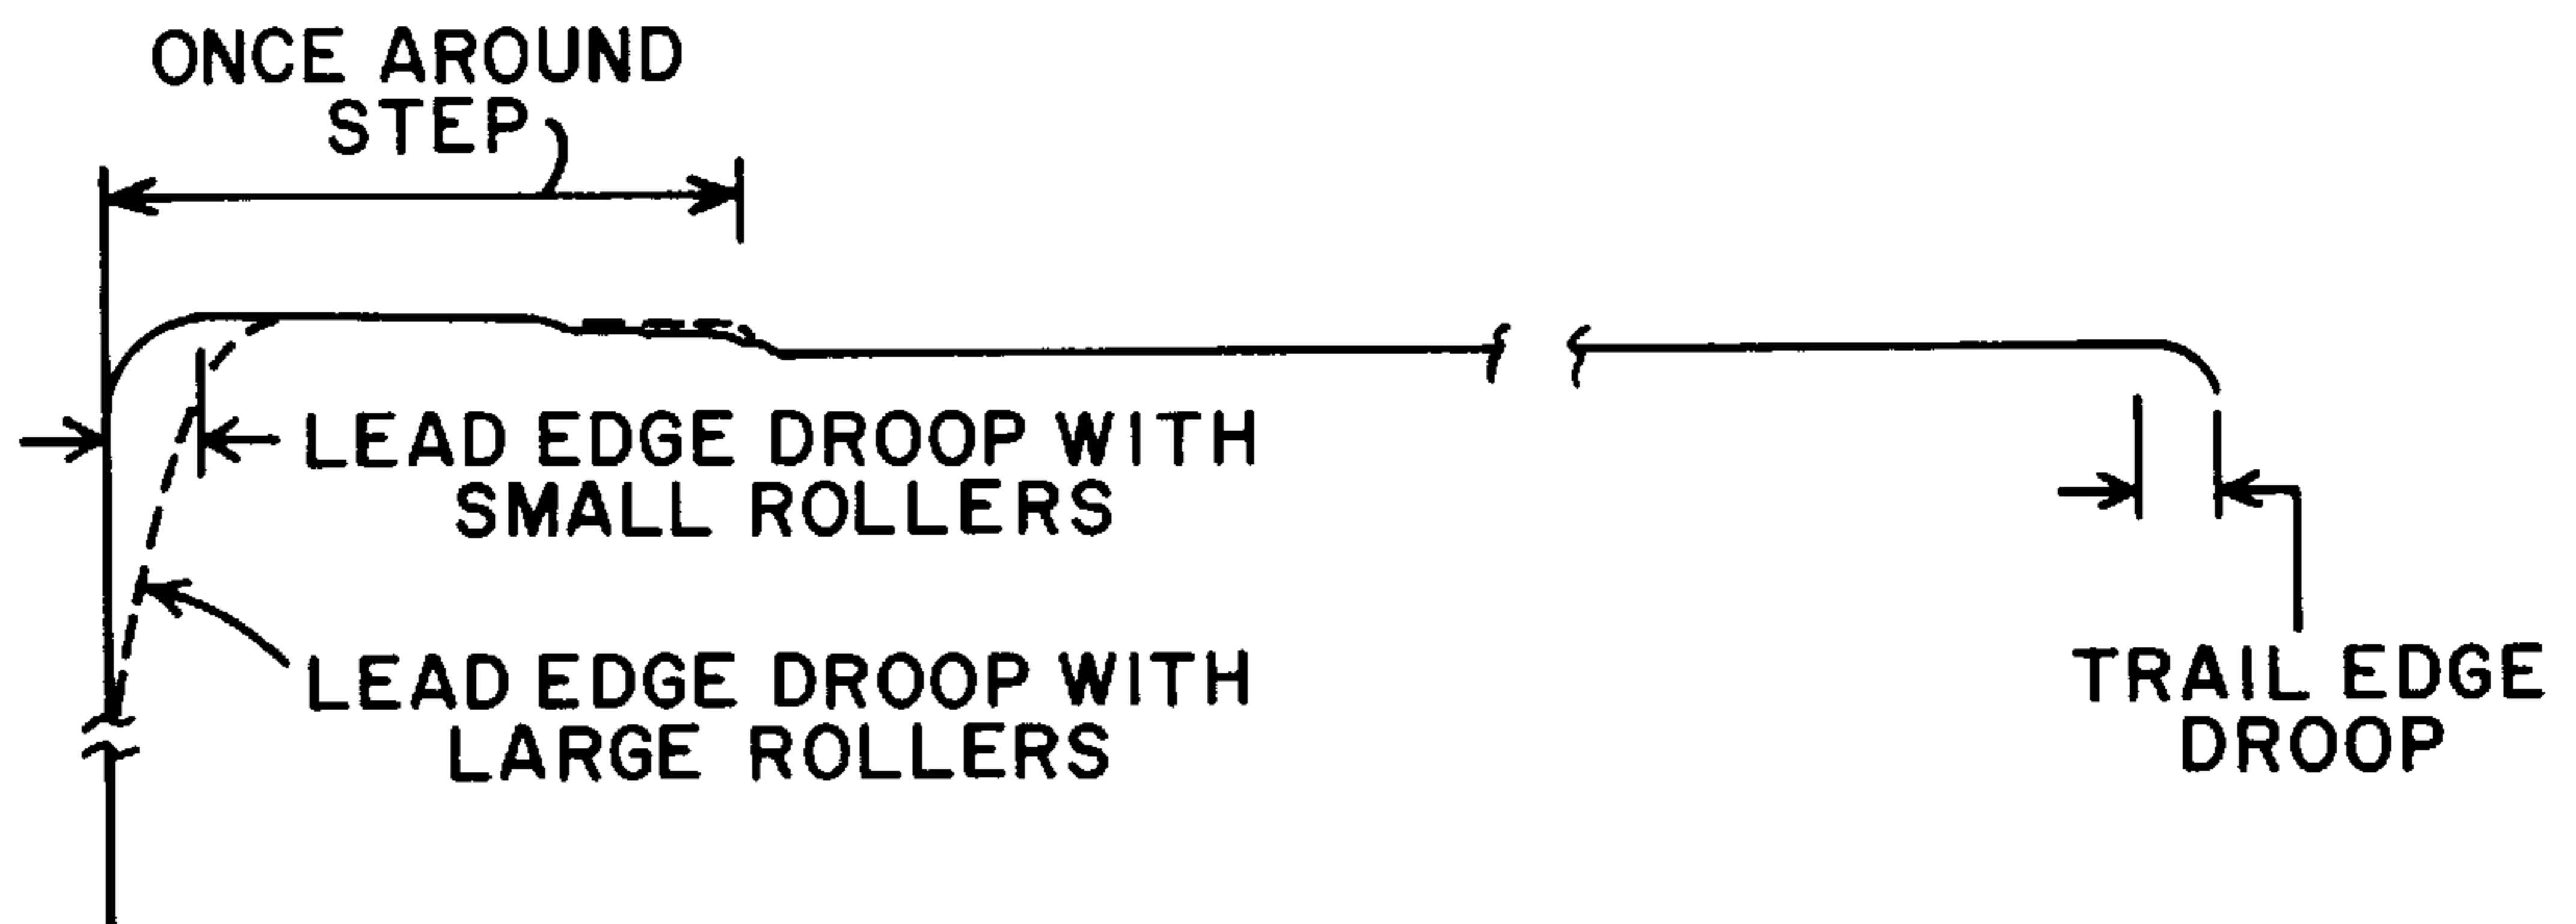 ONCE AROUND
STEP
LEAD EDGE DROOP WITH
SMALL ROLLERS
LEAD EDGE DROOP WITH
LARGE ROLLERS
TRAIL EDGE
DROOP